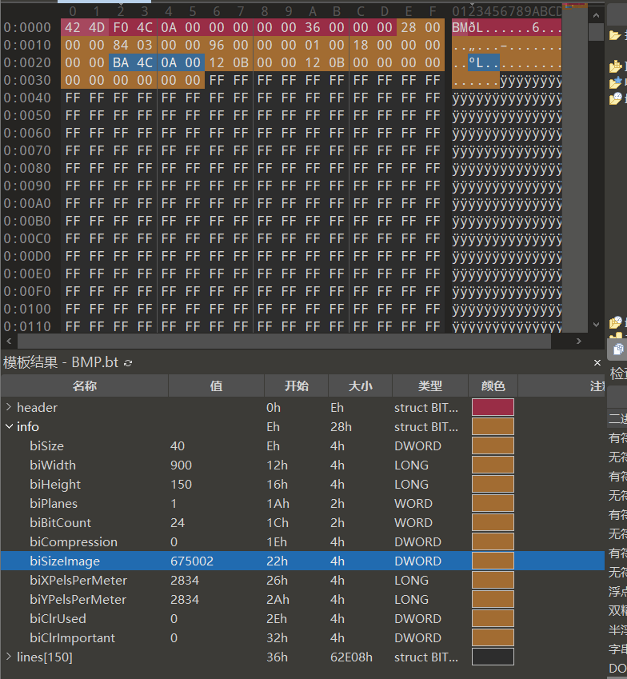 0 1 2 3 4 5 6 7 8 9 A B C D E F 0123456789ABCD
0:0000 42 4D F0 4C 0A 00 00 00 00 00 36 00 00 00 28 00 BMðL......6...
0:0010 00 00 84 03 00 00 96 00 00 00 01 00 18 00 00 00 ..„...–.......
0:0020 00 00 BA 4C 0A 00 12 0B 00 00 12 0B 00 00 00 00 ..ºL..........
0:0030 00 00 00 00 00 00 FF FF FF FF FF FF FF FF FF FF ......ÿÿÿÿÿÿÿÿ
0:0040 FF FF FF FF FF FF FF FF FF FF FF FF FF FF FF FF ÿÿÿÿÿÿÿÿÿÿÿÿÿÿ
0:0050 FF FF FF FF FF FF FF FF FF FF FF FF FF FF FF FF ÿÿÿÿÿÿÿÿÿÿÿÿÿÿ
0:0060 FF FF FF FF FF FF FF FF FF FF FF FF FF FF FF FF ÿÿÿÿÿÿÿÿÿÿÿÿÿÿ
0:0070 FF FF FF FF FF FF FF FF FF FF FF FF FF FF FF FF ÿÿÿÿÿÿÿÿÿÿÿÿÿÿ
0:0080 FF FF FF FF FF FF FF FF FF FF FF FF FF FF FF FF ÿÿÿÿÿÿÿÿÿÿÿÿÿÿ
0:0090 FF FF FF FF FF FF FF FF FF FF FF FF FF FF FF FF ÿÿÿÿÿÿÿÿÿÿÿÿÿÿ
0:00A0 FF FF FF FF FF FF FF FF FF FF FF FF FF FF FF FF ÿÿÿÿÿÿÿÿÿÿÿÿÿÿ
0:00B0 FF FF FF FF FF FF FF FF FF FF FF FF FF FF FF FF ÿÿÿÿÿÿÿÿÿÿÿÿÿÿ
0:00C0 FF FF FF FF FF FF FF FF FF FF FF FF FF FF FF FF ÿÿÿÿÿÿÿÿÿÿÿÿÿÿ
0:00D0 FF FF FF FF FF FF FF FF FF FF FF FF FF FF FF FF ÿÿÿÿÿÿÿÿÿÿÿÿÿÿ
0:00E0 FF FF FF FF FF FF FF FF FF FF FF FF FF FF FF FF ÿÿÿÿÿÿÿÿÿÿÿÿÿÿ
0:00F0 FF FF FF FF FF FF FF FF FF FF FF FF FF FF FF FF ÿÿÿÿÿÿÿÿÿÿÿÿÿÿ
0:0100 FF FF FF FF FF FF FF FF FF FF FF FF FF FF FF FF ÿÿÿÿÿÿÿÿÿÿÿÿÿÿ
0:0110 FF FF FF FF FF FF FF FF FF FF FF FF FF FF FF FF ÿÿÿÿÿÿÿÿÿÿÿÿÿÿ
模板结果 - BMP.bt
名称 值 开始 大小 类型 颜色 注
header 0h Eh struct BIT...
info Eh 28h struct BIT...
biSize 40 Eh 4h DWORD
biWidth 900 12h 4h LONG
biHeight 150 16h 4h LONG
biPlanes 1 1Ah 2h WORD
biBitCount 24 1Ch 2h WORD
biCompression 0 1Eh 4h DWORD
biSizeImage 675002 22h 4h DWORD
biXPelsPerMeter 2834 26h 4h LONG
biYPelsPerMeter 2834 2Ah 4h LONG
biClrUsed 0 2Eh 4h DWORD
biClrImportant 0 32h 4h DWORD
lines[150] 36h 62E08h struct BIT...
检
二进
有符
无符
有符
无符
有符
无符
有符
无符
浮点
双精
半浮
字串
DO